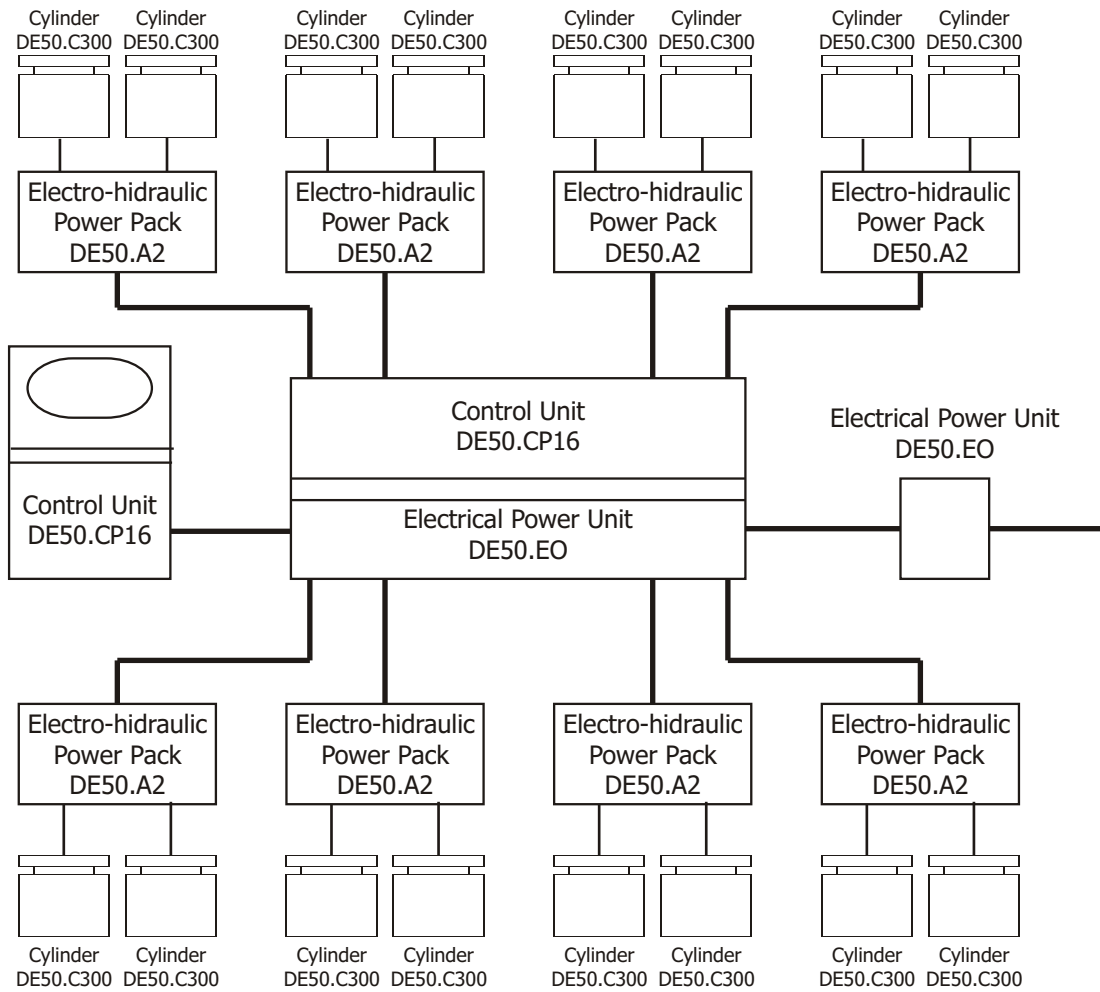 Cylinder Cylinder Cylinder Cylinder Cylinder Cylinder Cylinder Cylinder
DE50.C300 DE50.C300 DE50.C300 DE50.C300 DE50.C300 DE50.C300 DE50.C300 DE50.C300
Electro-hidraulic
Power Pack
DE50.A2
Electro-hidraulic
Power Pack
DE50.A2
Electro-hidraulic
Power Pack
DE50.A2
Electro-hidraulic
Power Pack
DE50.A2
Control Unit
DE50.CP16
Control Unit
DE50.CP16
Electrical Power Unit
DE50.EO
Electrical Power Unit
DE50.EO
Electro-hidraulic
Power Pack
DE50.A2
Electro-hidraulic
Power Pack
DE50.A2
Electro-hidraulic
Power Pack
DE50.A2
Electro-hidraulic
Power Pack
DE50.A2
Cylinder Cylinder Cylinder Cylinder Cylinder Cylinder Cylinder Cylinder
DE50.C300 DE50.C300 DE50.C300 DE50.C300 DE50.C300 DE50.C300 DE50.C300 DE50.C300